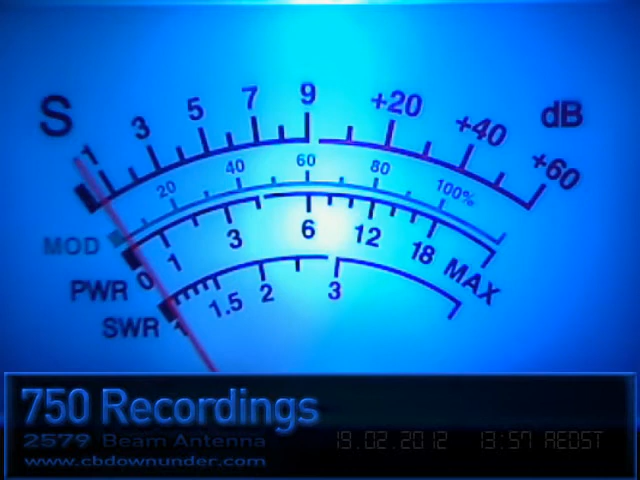 S 1 3 5 7 9 +20 +40 +60 dB
MOD 20 40 60 80 100%
PWR 0 1 3 6 12 18 MAX
SWR 1 1.5 2 3
750 Recordings
2579 Beam Antenna 19.02.2012 13:57 AEDST
www.cbdownunder.com